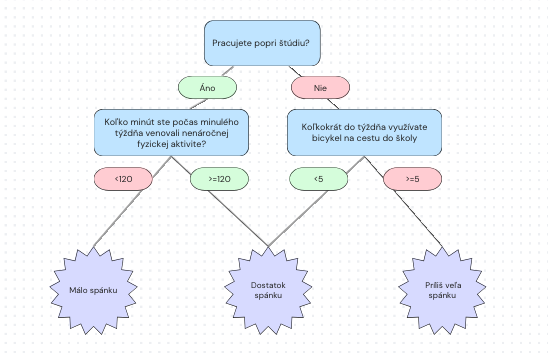 Pracujete popri štúdiu?
Áno
Nie
Koľko minút ste počas minulého
týždňa venovali nenáročnej
fyzickej aktivite?
Koľkokrát do týždňa využívate
bicykel na cestu do školy
<120
>=120
<5
>=5
Málo spánku
Dostatok
spánku
Príliš veľa
spánku